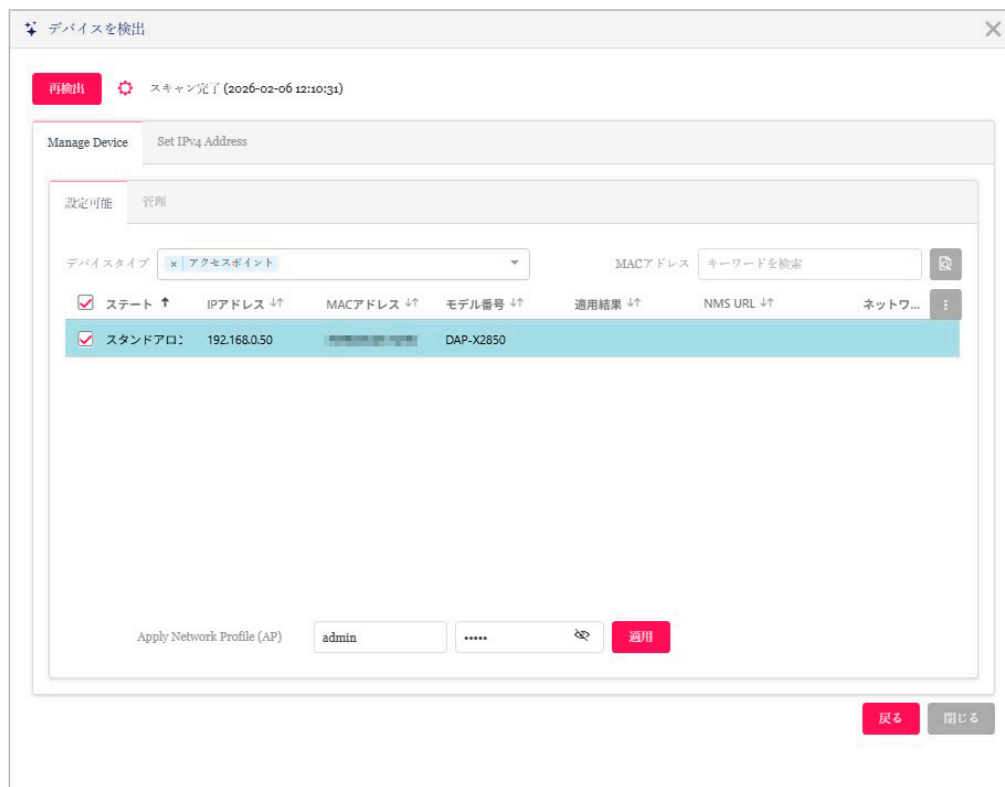 デバイスを検出
再検出 スキャン完了 (2026-02-06 12:10:31)
Manage Device Set IPv4 Address
設定可能 管理
デバイスタイプ × アクセスポイント MACアドレス キーワードを検索
ステート ↑ IPアドレス ↓↑ MACアドレス ↓↑ モデル番号 ↓↑ 適用結果 ↓↑ NMS URL ↓↑ ネットワ...
スタンドアロン 192.168.0.50 DAP-X2850
Apply Network Profile (AP) admin ••••• 適用
戻る 閉じる